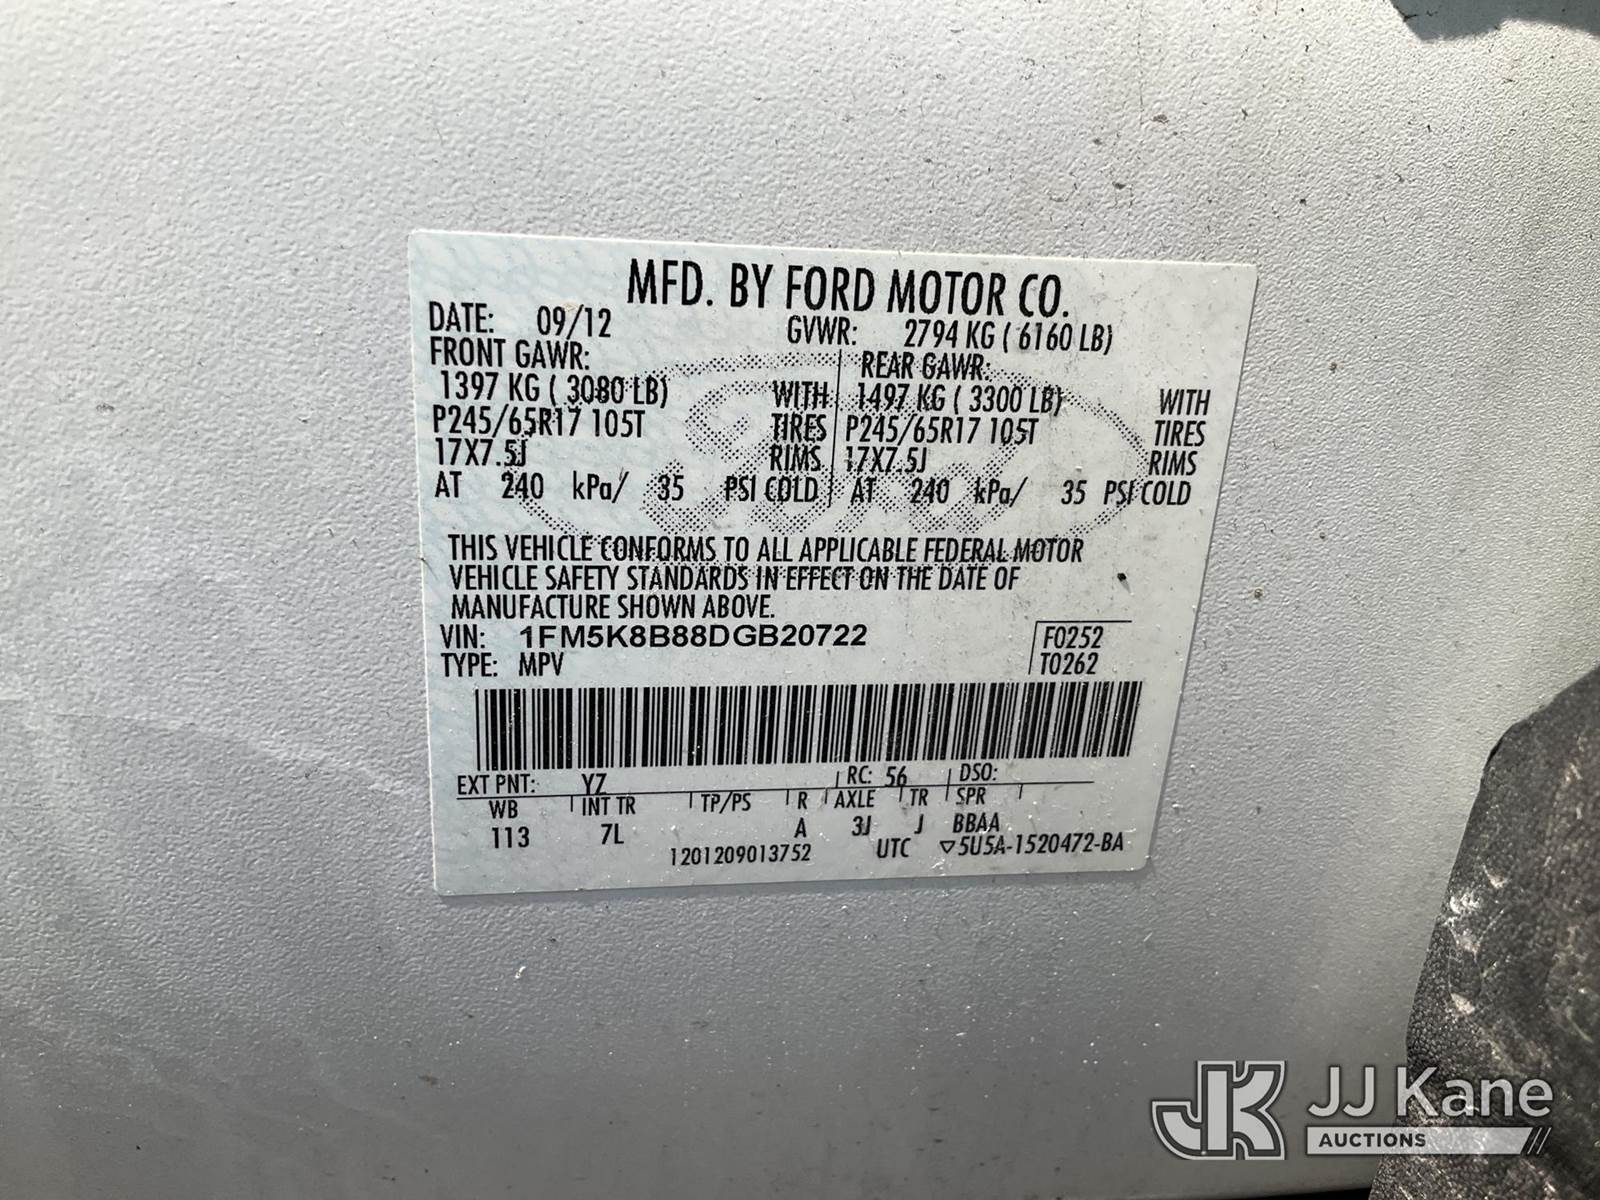 MFD. BY FORD MOTOR CO.
DATE: 09/12 GVWR: 2794 KG ( 6160 LB)
FRONT GAWR: REAR GAWR:
1397 KG ( 3080 LB) WITH 1497 KG ( 3300 LB) WITH
P245/65R17 105T TIRES P245/65R17 105T TIRES
17X7.5J RIMS 17X7.5J RIMS
AT 240 kPa/ 35 PSI COLD AT 240 kPa/ 35 PSI COLD
THIS VEHICLE CONFORMS TO ALL APPLICABLE FEDERAL MOTOR
VEHICLE SAFETY STANDARDS IN EFFECT ON THE DATE OF
MANUFACTURE SHOWN ABOVE.
VIN: 1FM5K8B88DGB20722 F0252
TYPE: MPV T0262
EXT PNT: YZ RC: 56 DSO:
WB INT TR TP/PS R AXLE TR SPR
113 7L A 3J J BBAA
1201209013752 UTC ▽5U5A-1520472-BA
JK JJ Kane
AUCTIONS